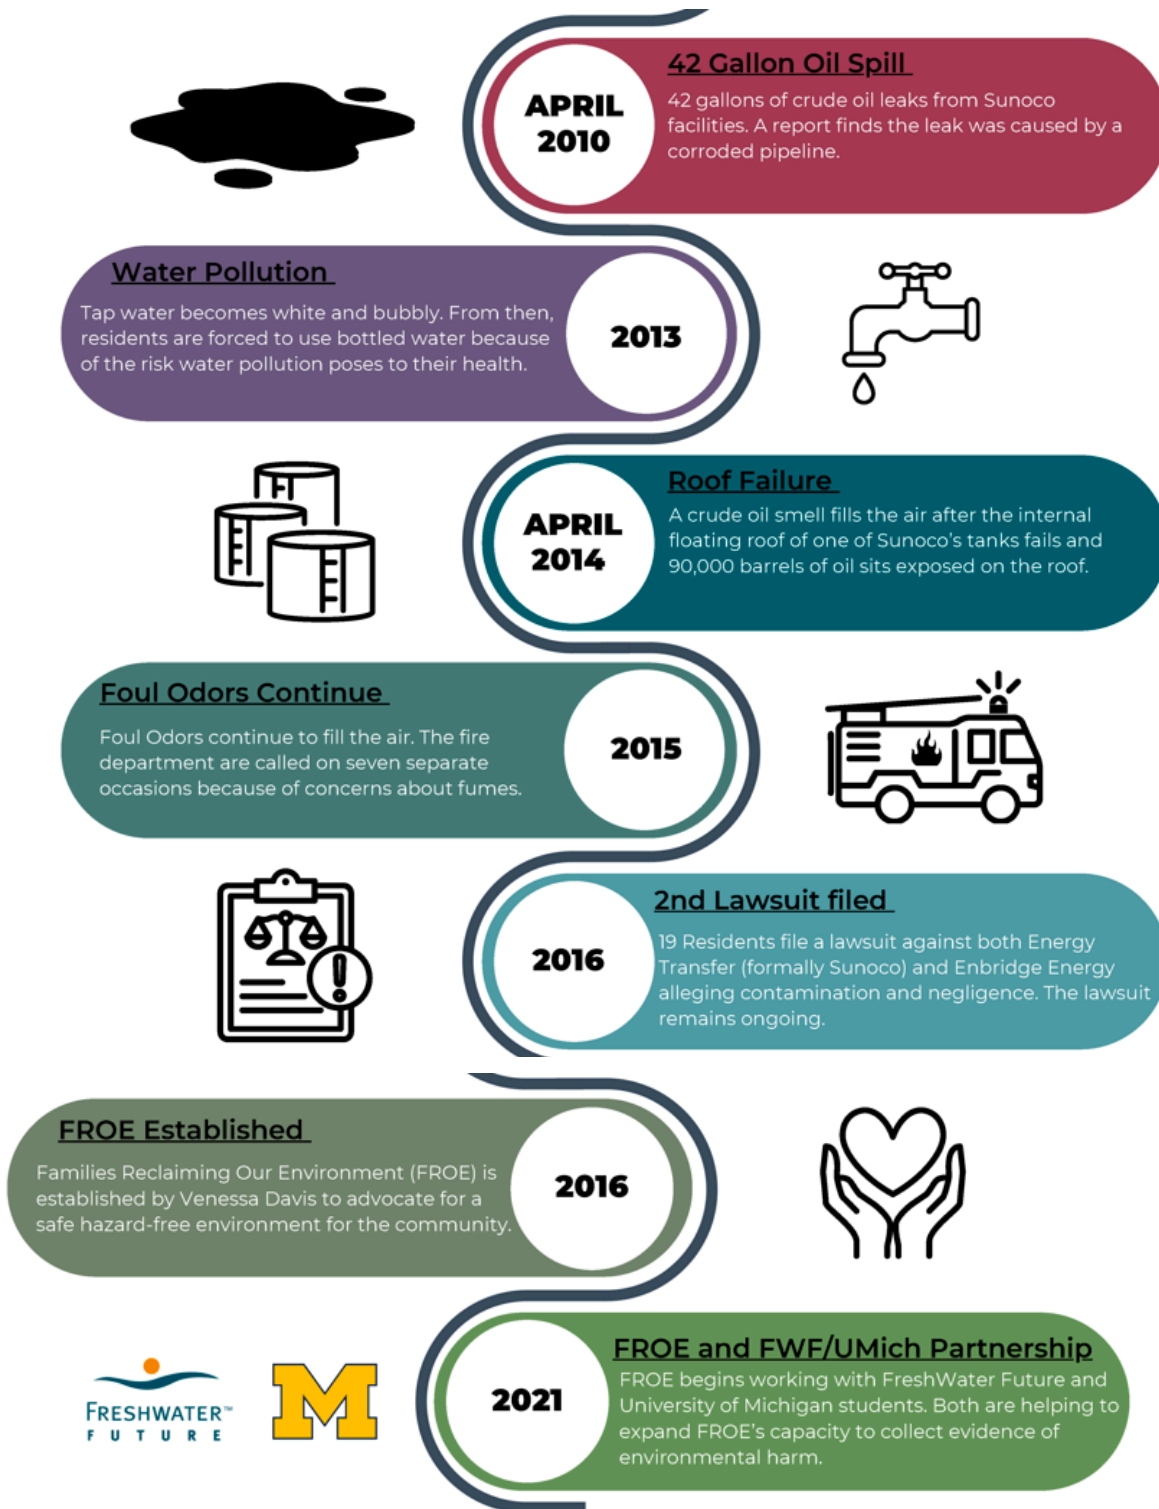 APRIL
2010
42 Gallon Oil Spill
42 gallons of crude oil leaks from Sunoco
facilities. A report finds the leak was caused by a
corroded pipeline.
Water Pollution
Tap water becomes white and bubbly. From then,
residents are forced to use bottled water because
of the risk water pollution poses to their health.
2013
APRIL
2014
Roof Failure
A crude oil smell fills the air after the internal
floating roof of one of Sunoco's tanks fails and
90,000 barrels of oil sits exposed on the roof.
Foul Odors Continue
Foul Odors continue to fill the air. The fire
department are called on seven separate
occasions because of concerns about fumes.
2015
2016
2nd Lawsuit filed
19 Residents file a lawsuit against both Energy
Transfer (formally Sunoco) and Enbridge Energy
alleging contamination and negligence. The lawsuit
remains ongoing.
FROE Established
Families Reclaiming Our Environment (FROE) is
established by Venessa Davis to advocate for a
safe hazard-free environment for the community.
2016
FRESHWATER™
FUTURE
M
2021
FROE and FWF/UMich Partnership
FROE begins working with FreshWater Future and
University of Michigan students. Both are helping to
expand FROE's capacity to collect evidence of
environmental harm.